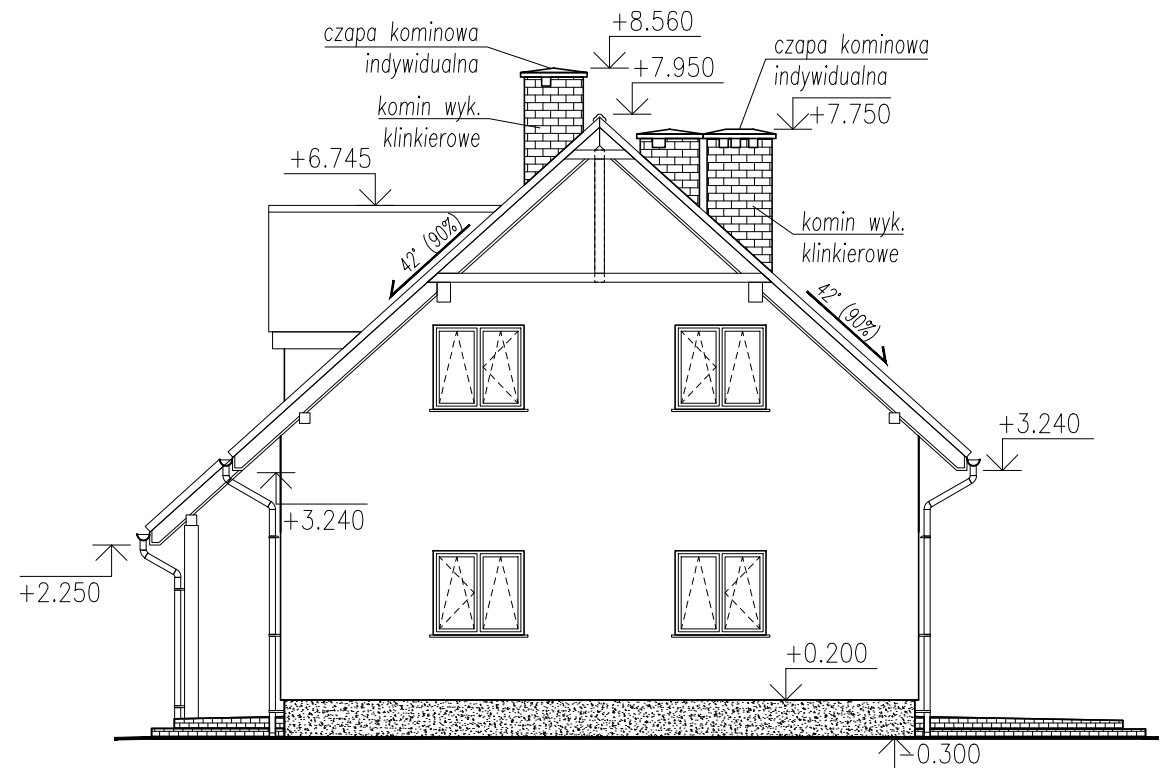 czapa kominowa
indywidualna
+8.560
czapa kominowa
indywidualna
+7.950
komin wyk.
klinkierowe
+7.750
+6.745
komin wyk.
klinkierowe
42° (90%)
42° (90%)
+3.240
+3.240
+2.250
+0.200
-0.300